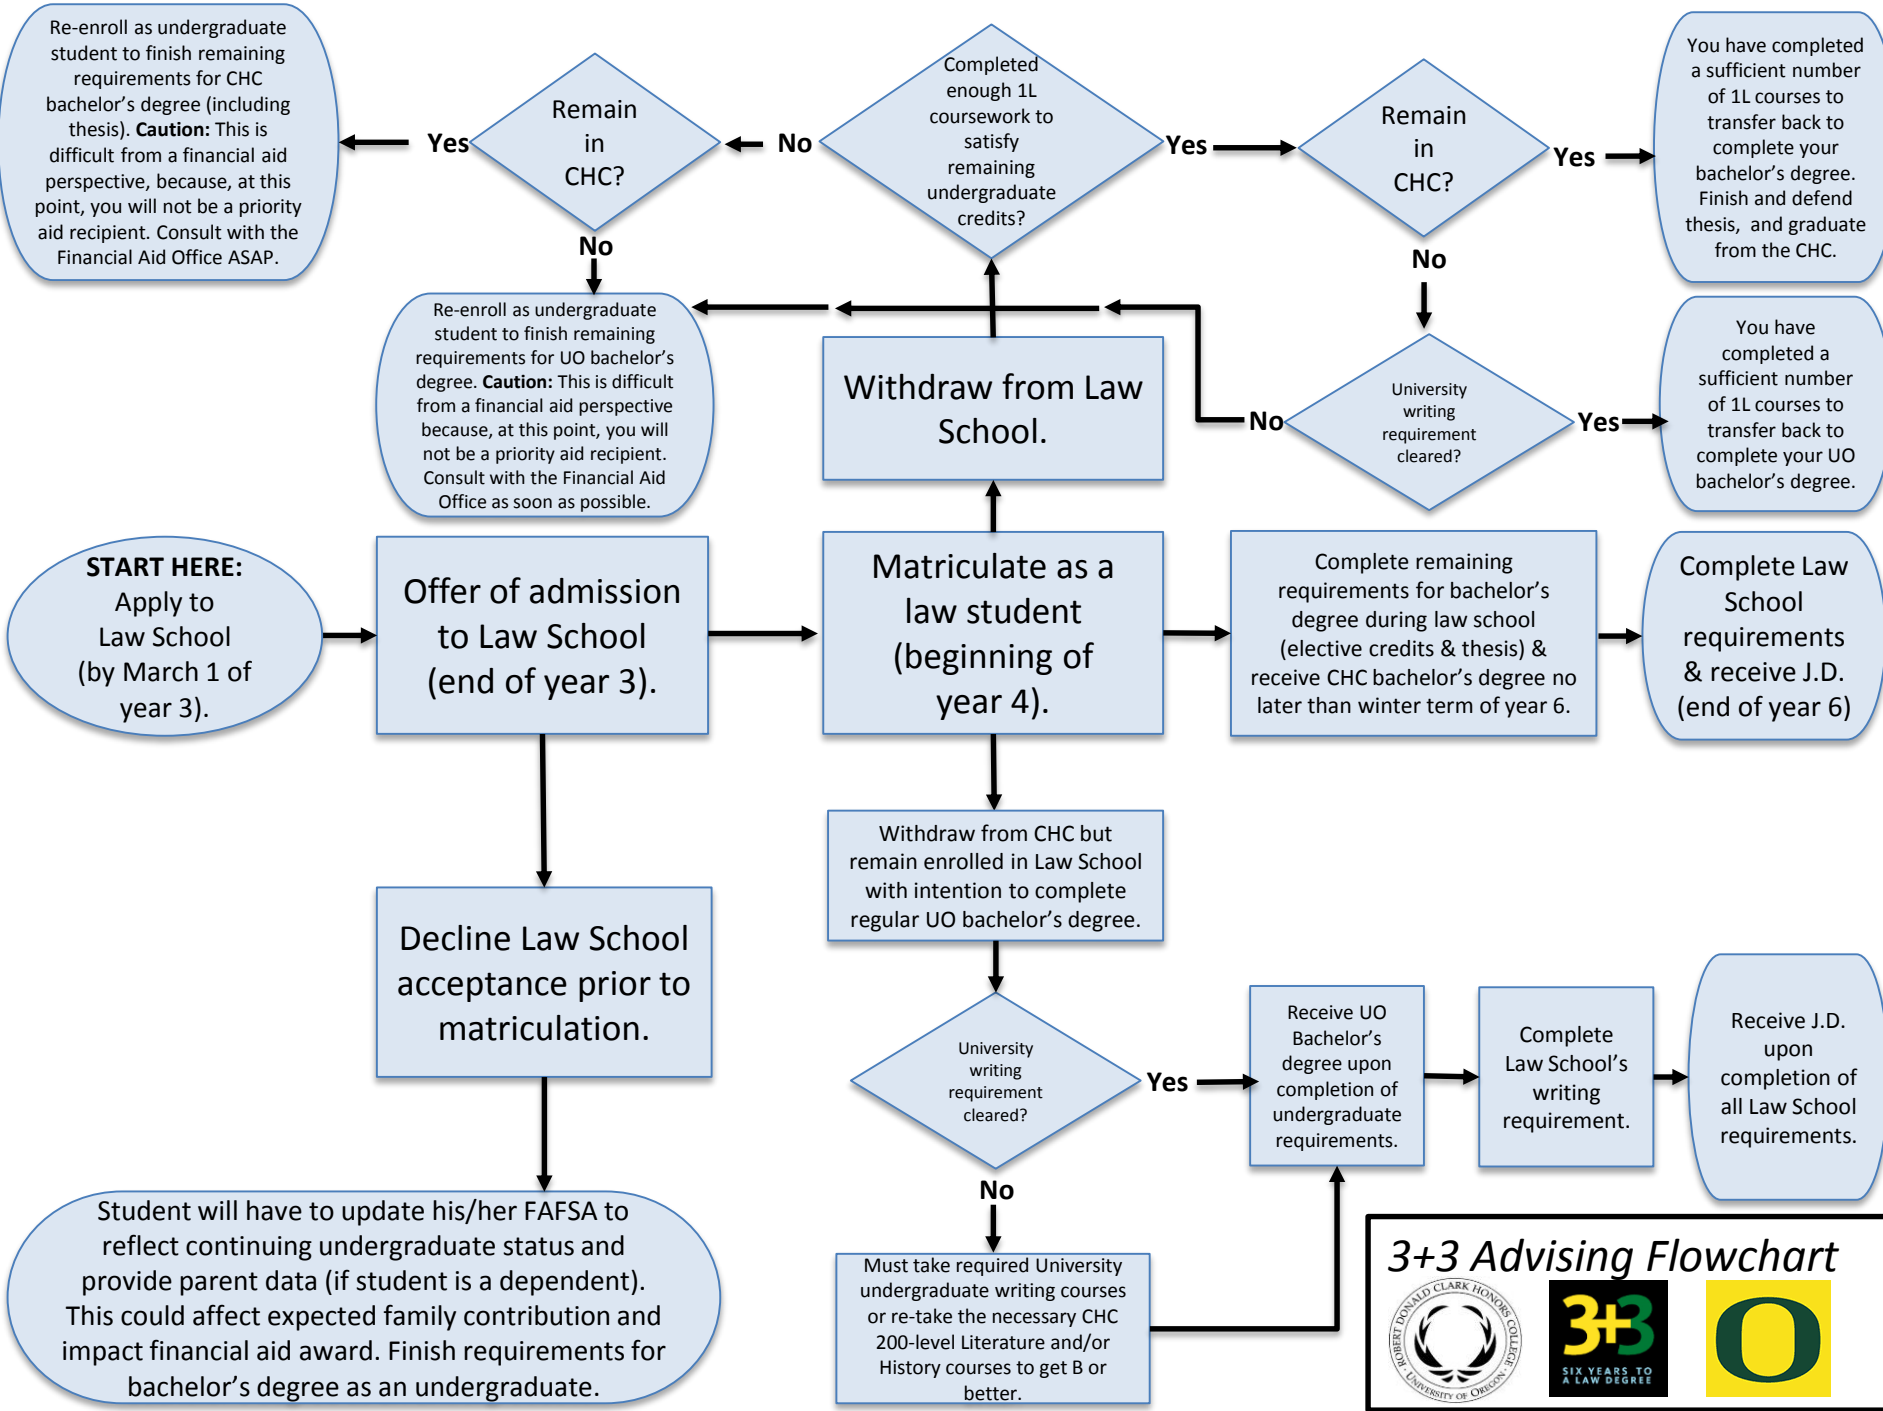 Re-enroll as undergraduate
student to finish remaining
requirements for CHC
bachelor's degree (including
thesis). Caution: This is
difficult from a financial aid
perspective, because, at this
point, you will not be a priority
aid recipient. Consult with the
Financial Aid Office ASAP.
Yes
Remain
in
CHC?
No
No
Completed
enough 1L
coursework to
satisfy
remaining
undergraduate
credits?
Yes
Remain
in
CHC?
Yes
No
You have completed
a sufficient number
of 1L courses to
transfer back to
complete your
bachelor's degree.
Finish and defend
thesis, and graduate
from the CHC.
Re-enroll as undergraduate
student to finish remaining
requirements for UO bachelor's
degree. Caution: This is difficult
from a financial aid perspective
because, at this point, you will
not be a priority aid recipient.
Consult with the Financial Aid
Office as soon as possible.
Withdraw from Law
School.
No
University
writing
requirement
cleared?
Yes
You have
completed a
sufficient number
of 1L courses to
transfer back to
complete your UO
bachelor's degree.
START HERE:
Apply to
Law School
(by March 1 of
year 3).
Offer of admission
to Law School
(end of year 3).
Matriculate as a
law student
(beginning of
year 4).
Complete remaining
requirements for bachelor's
degree during law school
(elective credits & thesis) &
receive CHC bachelor's degree no
later than winter term of year 6.
Complete Law
School
requirements
& receive J.D.
(end of year 6)
Withdraw from CHC but
remain enrolled in Law School
with intention to complete
regular UO bachelor's degree.
Decline Law School
acceptance prior to
matriculation.
University
writing
requirement
cleared?
Yes
No
Receive UO
Bachelor's
degree upon
completion of
undergraduate
requirements.
Complete
Law School's
writing
requirement.
Receive J.D.
upon
completion of
all Law School
requirements.
Student will have to update his/her FAFSA to
reflect continuing undergraduate status and
provide parent data (if student is a dependent).
This could affect expected family contribution and
impact financial aid award. Finish requirements for
bachelor's degree as an undergraduate.
Must take required University
undergraduate writing courses
or re-take the necessary CHC
200-level Literature and/or
History courses to get B or
better.
3+3 Advising Flowchart
ROBERT DONALD CLARK HONORS COLLEGE
UNIVERSITY OF OREGON
3+3
SIX YEARS TO
A LAW DEGREE
O